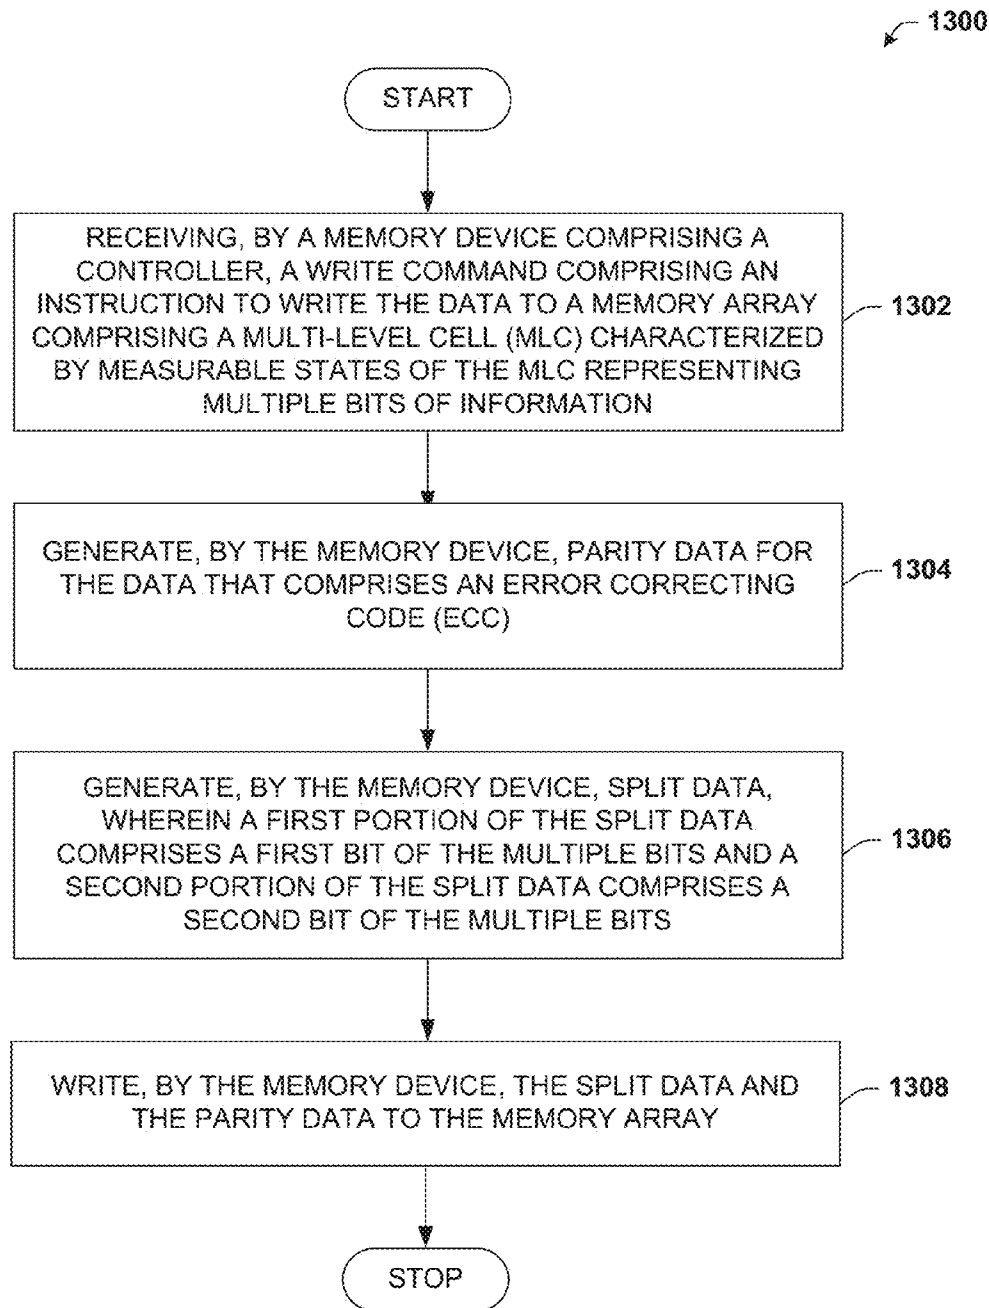 1300
START
RECEIVING, BY A MEMORY DEVICE COMPRISING A
CONTROLLER, A WRITE COMMAND COMPRISING AN
INSTRUCTION TO WRITE THE DATA TO A MEMORY ARRAY
COMPRISING A MULTI-LEVEL CELL (MLC) CHARACTERIZED
BY MEASURABLE STATES OF THE MLC REPRESENTING
MULTIPLE BITS OF INFORMATION
1302
GENERATE, BY THE MEMORY DEVICE, PARITY DATA FOR
THE DATA THAT COMPRISES AN ERROR CORRECTING
CODE (ECC)
1304
GENERATE, BY THE MEMORY DEVICE, SPLIT DATA,
WHEREIN A FIRST PORTION OF THE SPLIT DATA
COMPRISES A FIRST BIT OF THE MULTIPLE BITS AND A
SECOND PORTION OF THE SPLIT DATA COMPRISES A
SECOND BIT OF THE MULTIPLE BITS
1306
WRITE, BY THE MEMORY DEVICE, THE SPLIT DATA AND
THE PARITY DATA TO THE MEMORY ARRAY
1308
STOP